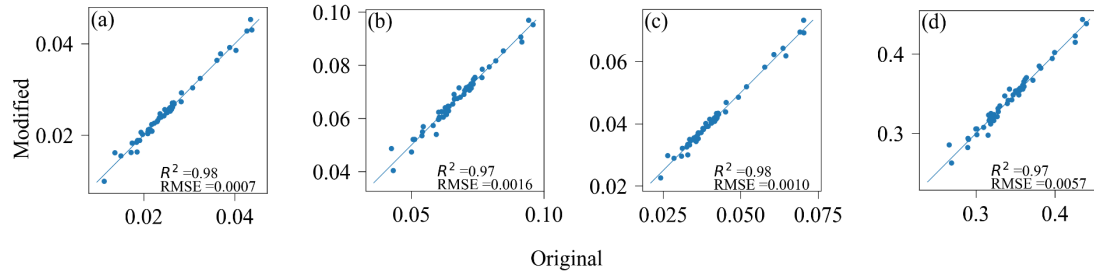 (a)
0.04
0.02
R² =0.98
RMSE =0.0007
0.02 0.04
(b)
0.10
0.08
0.06
0.04
R² =0.97
RMSE =0.0016
0.05 0.10
(c)
0.08
0.06
0.04
0.02
R² =0.98
RMSE =0.0010
0.025 0.050 0.075
(d)
0.4
0.3
R² =0.97
RMSE =0.0057
0.3 0.4
Modified
Original